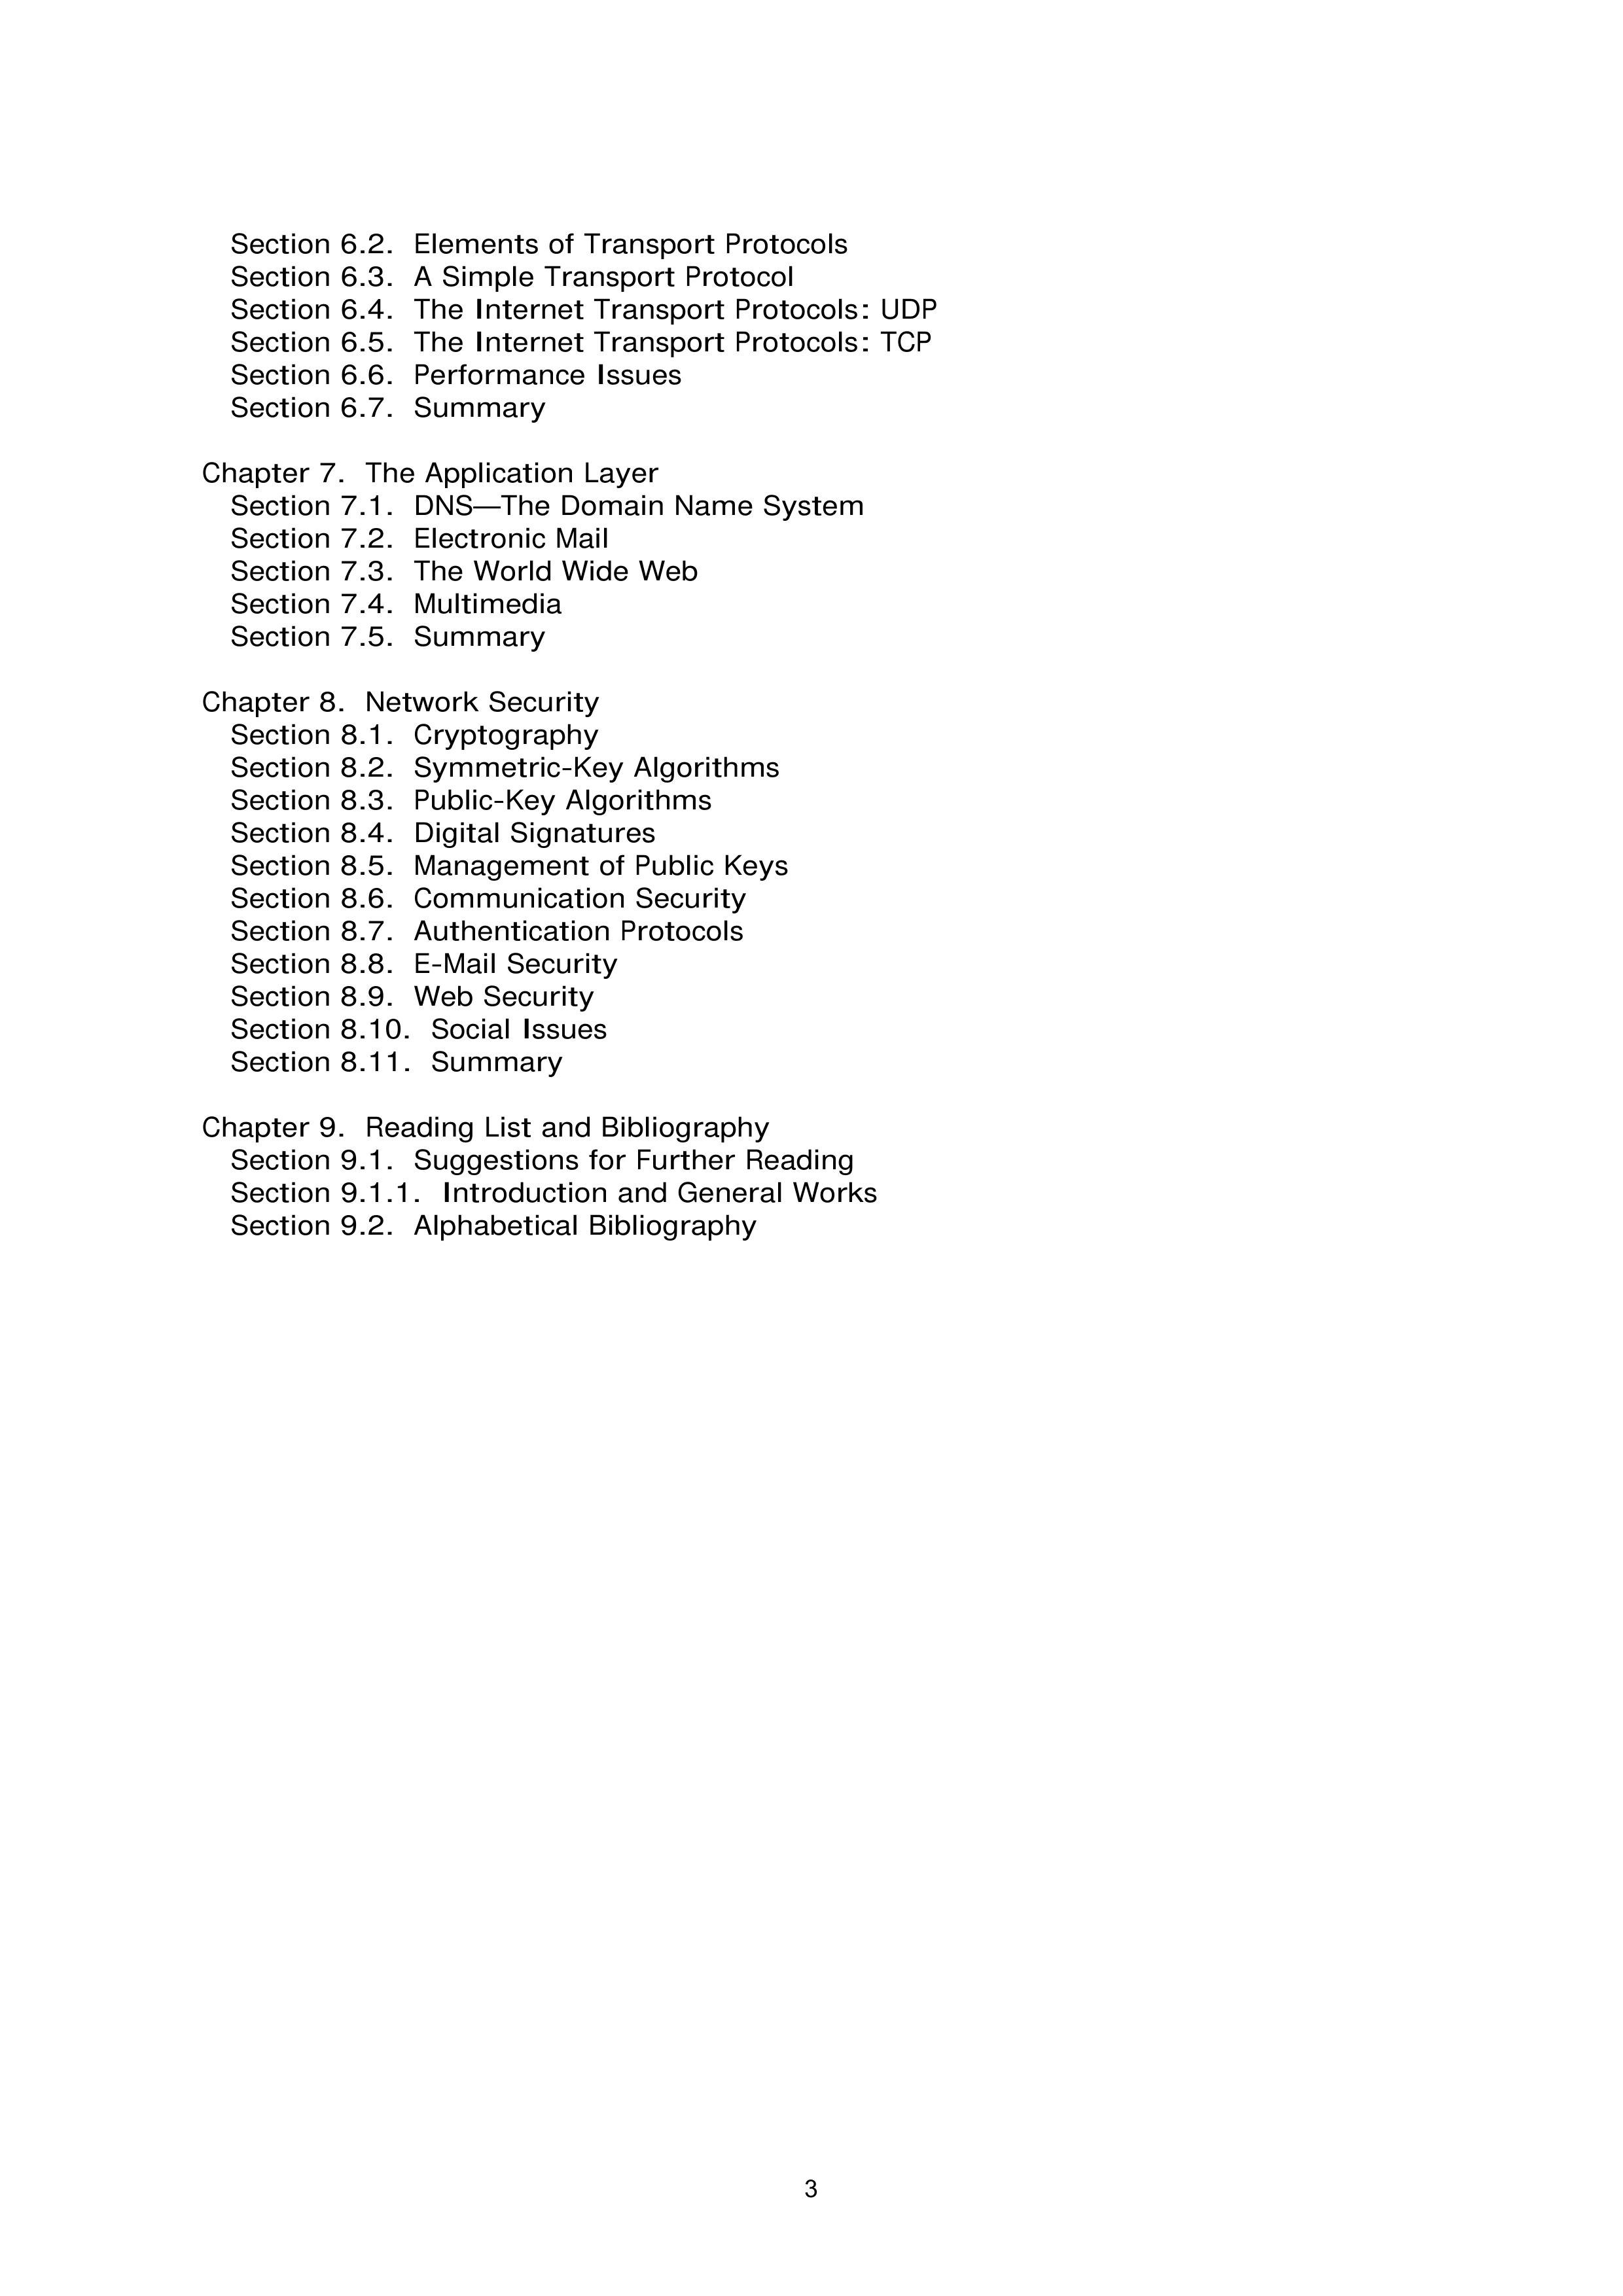 Section 6.2. Elements of Transport Protocols
Section 6.3. A Simple Transport Protocol
Section 6.4. The Internet Transport Protocols: UDP
Section 6.5. The Internet Transport Protocols: TCP
Section 6.6. Performance Issues
Section 6.7. Summary
Chapter 7. The Application Layer
Section 7.1. DNS—The Domain Name System
Section 7.2. Electronic Mail
Section 7.3. The World Wide Web
Section 7.4. Multimedia
Section 7.5. Summary
Chapter 8. Network Security
Section 8.1. Cryptography
Section 8.2. Symmetric-Key Algorithms
Section 8.3. Public-Key Algorithms
Section 8.4. Digital Signatures
Section 8.5. Management of Public Keys
Section 8.6. Communication Security
Section 8.7. Authentication Protocols
Section 8.8. E-Mail Security
Section 8.9. Web Security
Section 8.10. Social Issues
Section 8.11. Summary
Chapter 9. Reading List and Bibliography
Section 9.1. Suggestions for Further Reading
Section 9.1.1. Introduction and General Works
Section 9.2. Alphabetical Bibliography
3